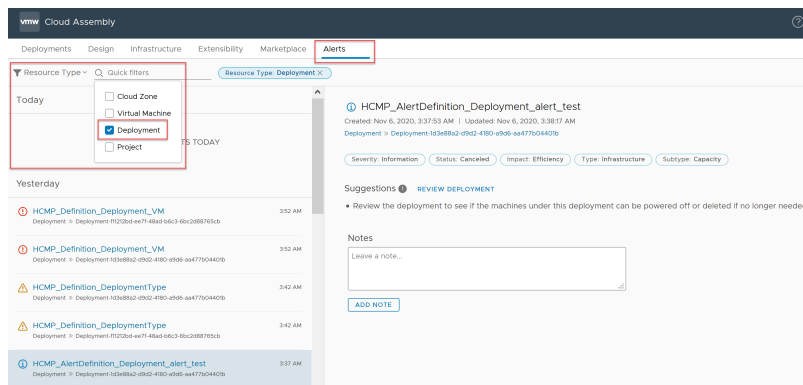 vmw Cloud Assembly
Deployments Design Infrastructure Extensibility Marketplace Alerts
Resource Type Quick filters Resource Type: Deployment ×
Today
Cloud Zone
Virtual Machine
Deployment
Project
TS TODAY
Yesterday
HCMP_Definition_Deployment_VM 3:52 AM
Deployment » Deployment-f11212bd-ee7f-48ad-b6c3-6bc2d88765cb
HCMP_Definition_Deployment_VM 3:52 AM
Deployment » Deployment-1d3e88a2-d9d2-4180-a9d6-aa477b04401b
HCMP_Definition_DeploymentType 3:42 AM
Deployment » Deployment-1d3e88a2-d9d2-4180-a9d6-aa477b04401b
HCMP_Definition_DeploymentType 3:42 AM
Deployment » Deployment-f11212bd-ee7f-48ad-b6c3-6bc2d88765cb
HCMP_AlertDefinition_Deployment_alert_test 3:37 AM
Deployment » Deployment-1d3e88a2-d9d2-4180-a9d6-aa477b04401b
HCMP_AlertDefinition_Deployment_alert_test
Created: Nov 6, 2020, 3:37:53 AM | Updated: Nov 6, 2020, 3:38:17 AM
Deployment » Deployment-1d3e88a2-d9d2-4180-a9d6-aa477b04401b
Severity: Information Status: Canceled Impact: Efficiency Type: Infrastructure Subtype: Capacity
Suggestions REVIEW DEPLOYMENT
• Review the deployment to see if the machines under this deployment can be powered off or deleted if no longer neede
Notes
Leave a note...
ADD NOTE